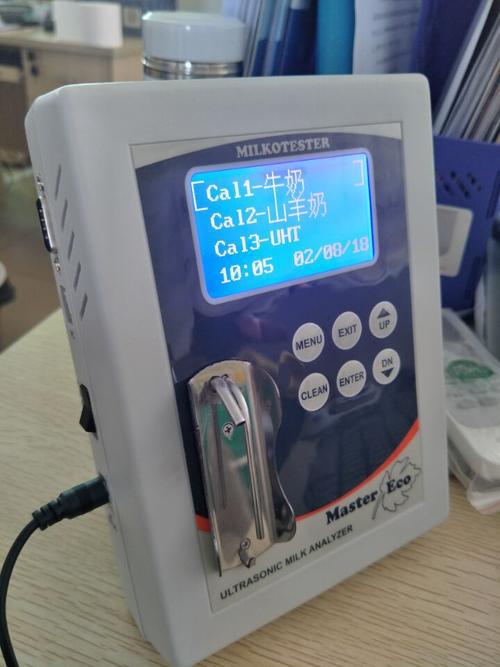 MILKOTESTER
[Cal1-牛奶 ]
Cal2-山羊奶
Cal3-UHT
10:05 02/08/18
MENU
EXIT
UP
CLEAN
ENTER
DN
Master Eco
ULTRASONIC MILK ANALYZER